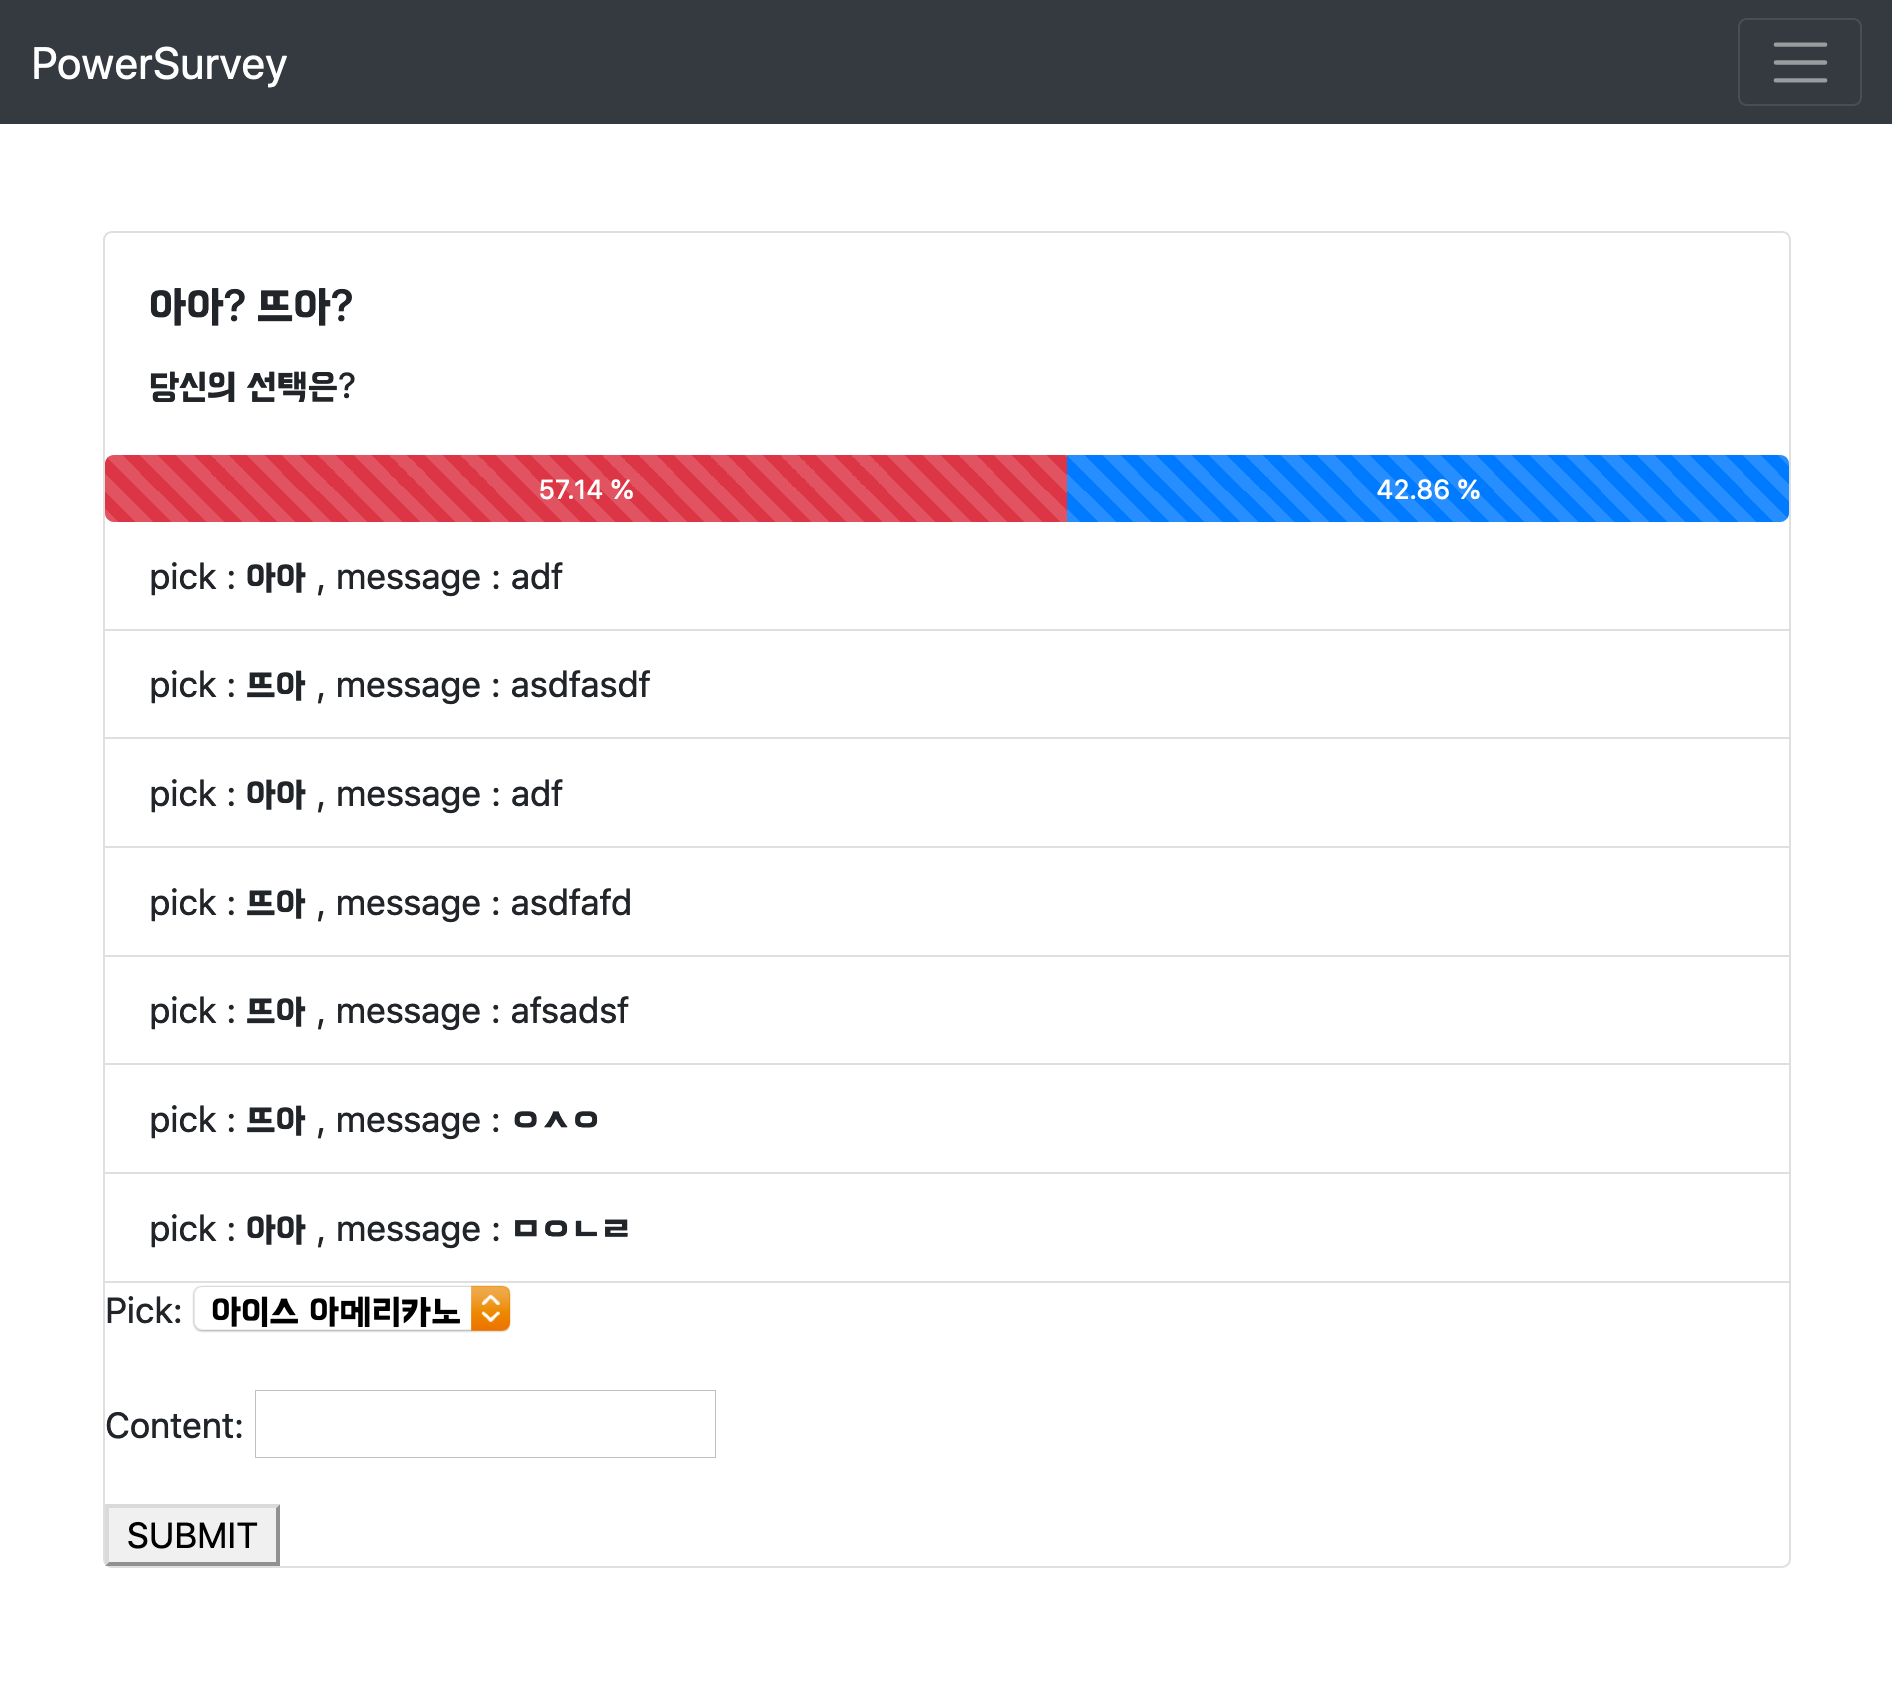 PowerSurvey
아아? 뜨아?
당신의 선택은?
57.14 % 42.86 %
pick : 아아 , message : adf
pick : 뜨아 , message : asdfasdf
pick : 아아 , message : adf
pick : 뜨아 , message : asdfafd
pick : 뜨아 , message : afsadsf
pick : 뜨아 , message : ㅇㅅㅇ
pick : 아아 , message : ㅁㅇㄴㄹ
Pick: 아이스 아메리카노
Content:
SUBMIT